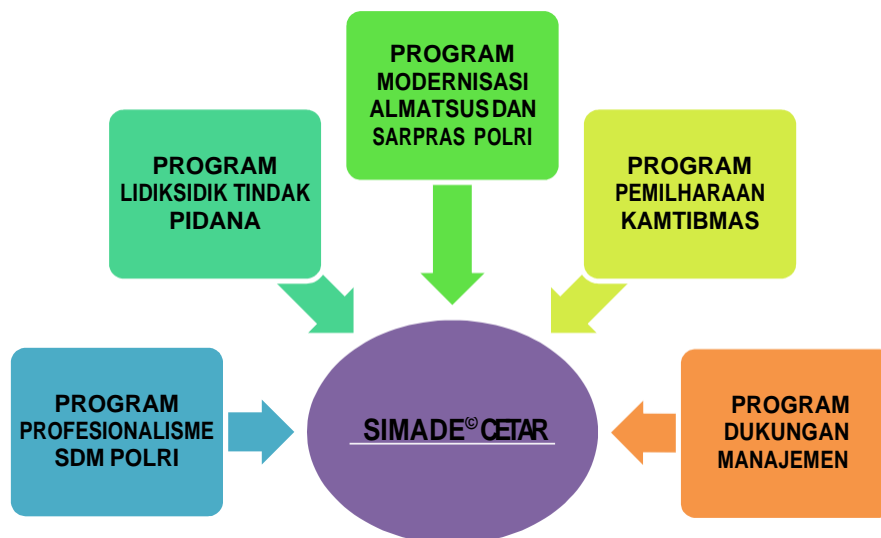 PROGRAM
MODERNISASI
ALMATSUS DAN
SARPRAS POLRI
PROGRAM
LIDIKSIDIK TINDAK
PIDANA
PROGRAM
PEMILHARAAN
KAMTIBMAS
PROGRAM
PROFESIONALISME
SDM POLRI
SIMADE© CETAR
PROGRAM
DUKUNGAN
MANAJEMEN